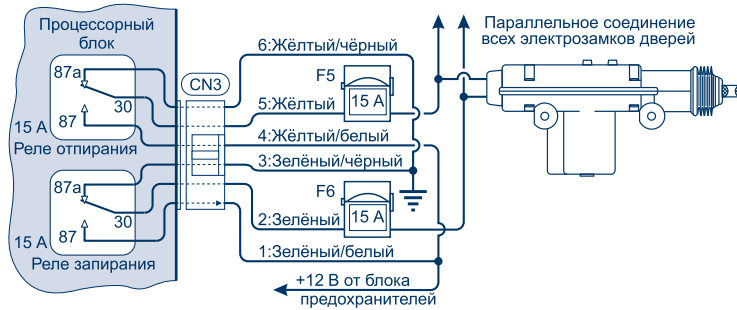 Процессорный
блок
87а
30
15 А
87
Реле отпирания
87а
30
15 А
87
Реле запирания
CN3
6:Жёлтый/чёрный
F5
15 А
5:Жёлтый
4:Жёлтый/белый
3:Зелёный/чёрный
F6
15 А
2:Зелёный
1:Зелёный/белый
+12 В от блока
предохранителей
Параллельное соединение
всех электрозамков дверей